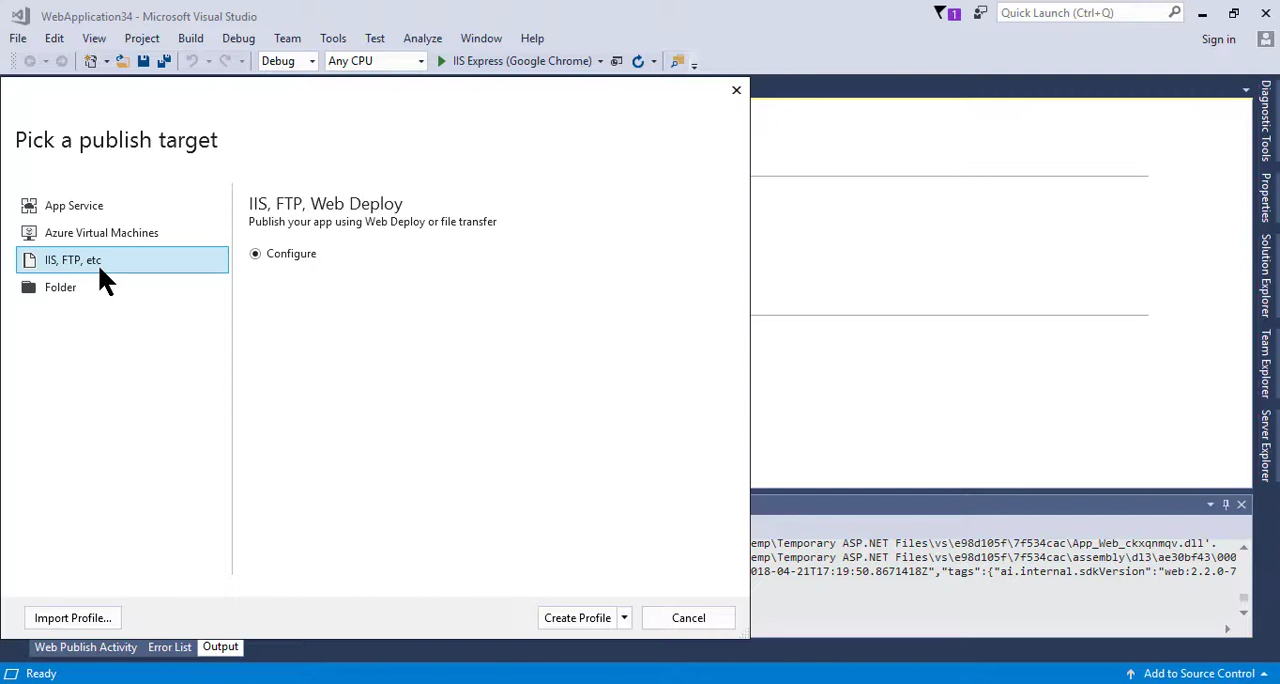 WebApplication34 - Microsoft Visual Studio
1
Quick Launch (Ctrl+Q)
File Edit View Project Build Debug Team Tools Test Analyze Window Help
Sign in
Debug Any CPU IIS Express (Google Chrome)
Pick a publish target
App Service
Azure Virtual Machines
IIS, FTP, etc
Folder
IIS, FTP, Web Deploy
Publish your app using Web Deploy or file transfer
Configure
Import Profile...
Create Profile
Cancel
Diagnostic Tools
Properties
Solution Explorer
Team Explorer
Server Explorer
emp\Temporary ASP.NET Files\vs\e98d105f\7f534cac\App_Web_ckxqnmqv.dll'.
emp\Temporary ASP.NET Files\vs\e98d105f\7f534cac\assembly\dl3\ae30bf43\000
018-04-21T17:19:50.8671418Z","tags":{"ai.internal.sdkVersion":"web:2.2.0-7
Web Publish Activity Error List Output
Ready
Add to Source Control